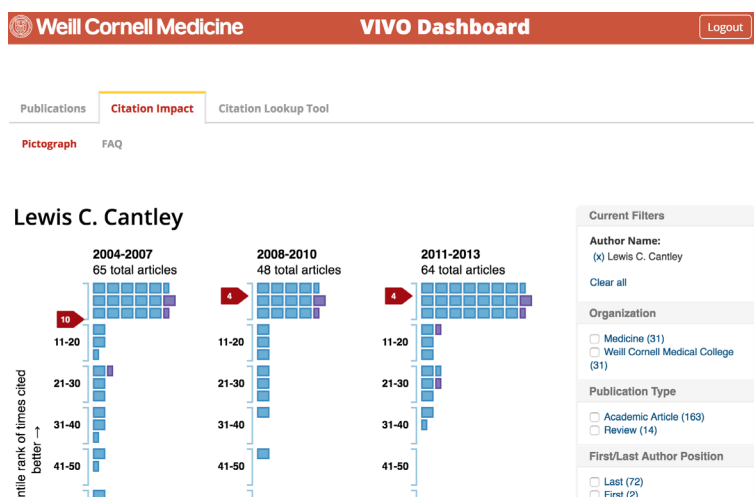 Weill Cornell Medicine
VIVO Dashboard
Logout
Publications
Citation Impact
Citation Lookup Tool
Pictograph
FAQ
Lewis C. Cantley
2004-2007
65 total articles
2008-2010
48 total articles
2011-2013
64 total articles
10
4
4
11-20
11-20
11-20
21-30
21-30
21-30
31-40
31-40
31-40
41-50
41-50
41-50
ntile rank of times cited
better →
Current Filters
Author Name:
(x) Lewis C. Cantley
Clear all
Organization
Medicine (31)
Weill Cornell Medical College
(31)
Publication Type
Academic Article (163)
Review (14)
First/Last Author Position
Last (72)
First (2)